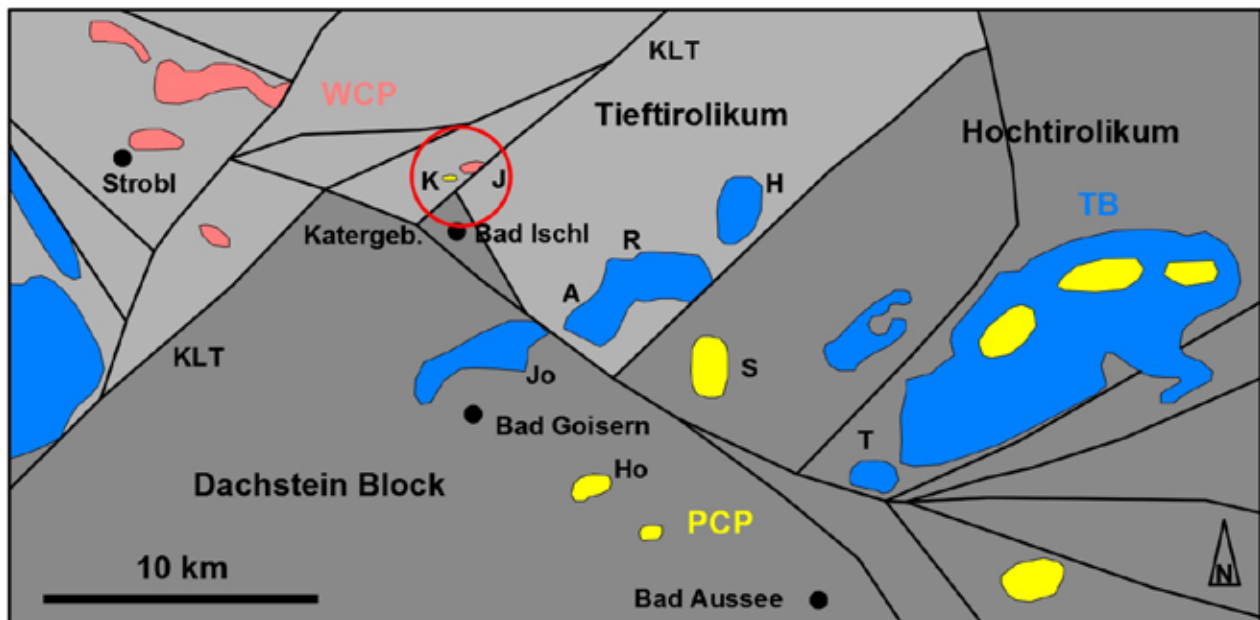 KLT
WCP
Tieftirolikum
Hochtirolikum
K
J
H
Strobl
TB
Katergeb.
Bad Ischl
R
A
KLT
Jo
S
Bad Goisern
T
Ho
Dachstein Block
PCP
10 km
N
Bad Aussee